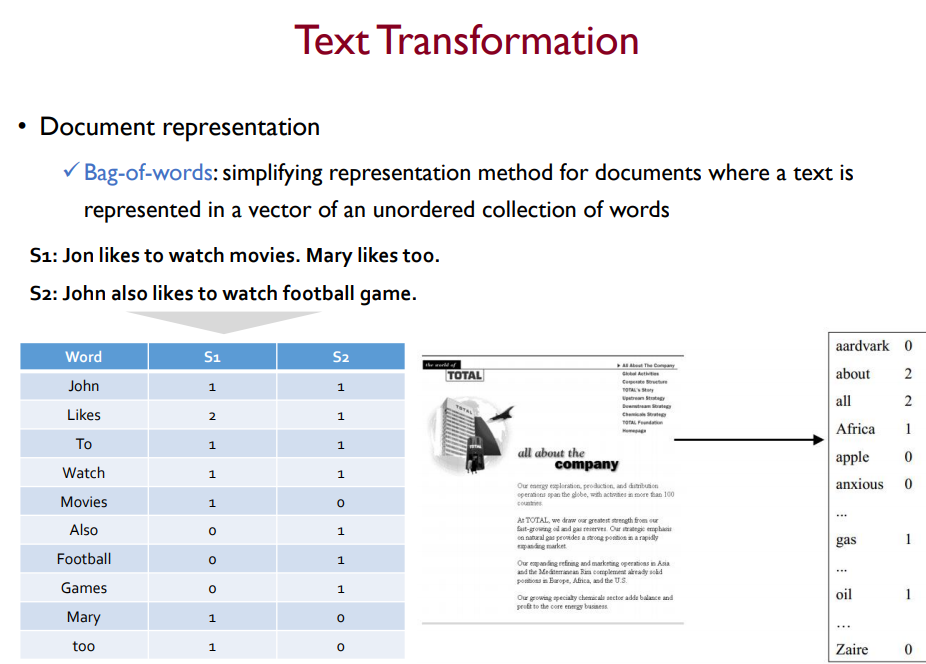 Text Transformation
• Document representation
✓ Bag-of-words: simplifying representation method for documents where a text is
represented in a vector of an unordered collection of words
S1: Jon likes to watch movies. Mary likes too.
S2: John also likes to watch football game.
Word S1 S2
John 1 1
Likes 2 1
To 1 1
Watch 1 1
Movies 1 0
Also 0 1
Football 0 1
Games 0 1
Mary 1 0
too 1 0
the world of
TOTAL
All About The Company
Global Activities
Corporate Structure
TOTAL's Story
Upstream Strategy
Downstream Strategy
Chemicals Strategy
TOTAL Foundation
Homepage
TOTAL
all about the
company
Our energy exploration, production, and distribution
operations span the globe, with activities in more than 100
countries.
At TOTAL, we draw our greatest strength from our
fast-growing oil and gas reserves. Our strategic emphasis
on natural gas provides a strong position in a rapidly
expanding market.
Our expanding refining and marketing operations in Asia
and the Mediterranean Rim complement already solid
positions in Europe, Africa, and the U.S.
Our growing specialty chemicals sector adds balance and
profit to the core energy business.
aardvark 0
about 2
all 2
Africa 1
apple 0
anxious 0
...
gas 1
...
oil 1
...
Zaire 0